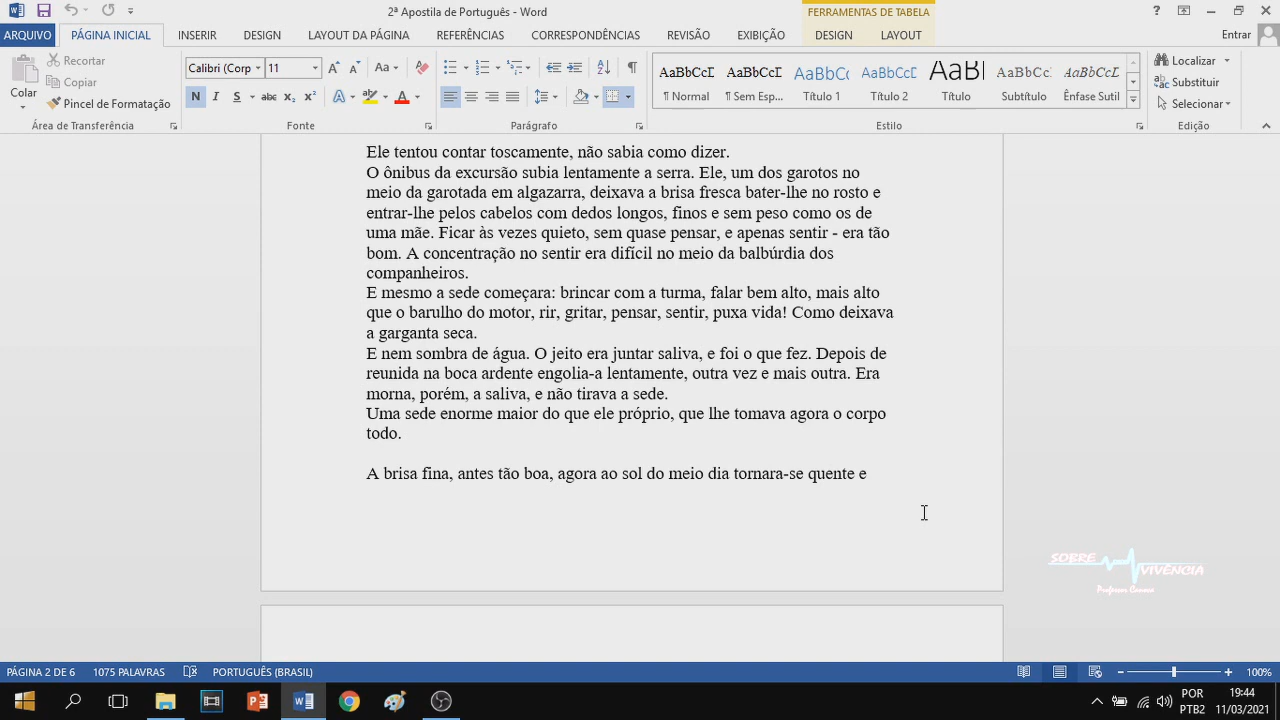 2ª Apostila de Português - Word
FERRAMENTAS DE TABELA
?
ARQUIVO PÁGINA INICIAL INSERIR DESIGN LAYOUT DA PÁGINA REFERÊNCIAS CORRESPONDÊNCIAS REVISÃO EXIBIÇÃO DESIGN LAYOUT Entrar
Colar
Recortar
Copiar
Pincel de Formatação
Área de Transferência
Calibri (Corp 11
N I S abc x₂ x² A A
Fonte
Parágrafo
AaBbCcDc AaBbCcDc AaBbCc AaBbCcC AaBl AaBbCcC AaBbCcDc
¶ Normal ¶ Sem Esp... Título 1 Título 2 Título Subtítulo Ênfase Sutil
Estilo
Localizar
Substituir
Selecionar
Edição
Ele tentou contar toscamente, não sabia como dizer.
O ônibus da excursão subia lentamente a serra. Ele, um dos garotos no
meio da garotada em algazarra, deixava a brisa fresca bater-lhe no rosto e
entrar-lhe pelos cabelos com dedos longos, finos e sem peso como os de
uma mãe. Ficar às vezes quieto, sem quase pensar, e apenas sentir - era tão
bom. A concentração no sentir era difícil no meio da balbúrdia dos
companheiros.
E mesmo a sede começara: brincar com a turma, falar bem alto, mais alto
que o barulho do motor, rir, gritar, pensar, sentir, puxa vida! Como deixava
a garganta seca.
E nem sombra de água. O jeito era juntar saliva, e foi o que fez. Depois de
reunida na boca ardente engolia-a lentamente, outra vez e mais outra. Era
morna, porém, a saliva, e não tirava a sede.
Uma sede enorme maior do que ele próprio, que lhe tomava agora o corpo
todo.
A brisa fina, antes tão boa, agora ao sol do meio dia tornara-se quente e
SOBRE
VIVÊNCIA
Professor Canoro
PÁGINA 2 DE 6 1075 PALAVRAS PORTUGUÊS (BRASIL) 100%
POR
PTB2
19:44
11/03/2021